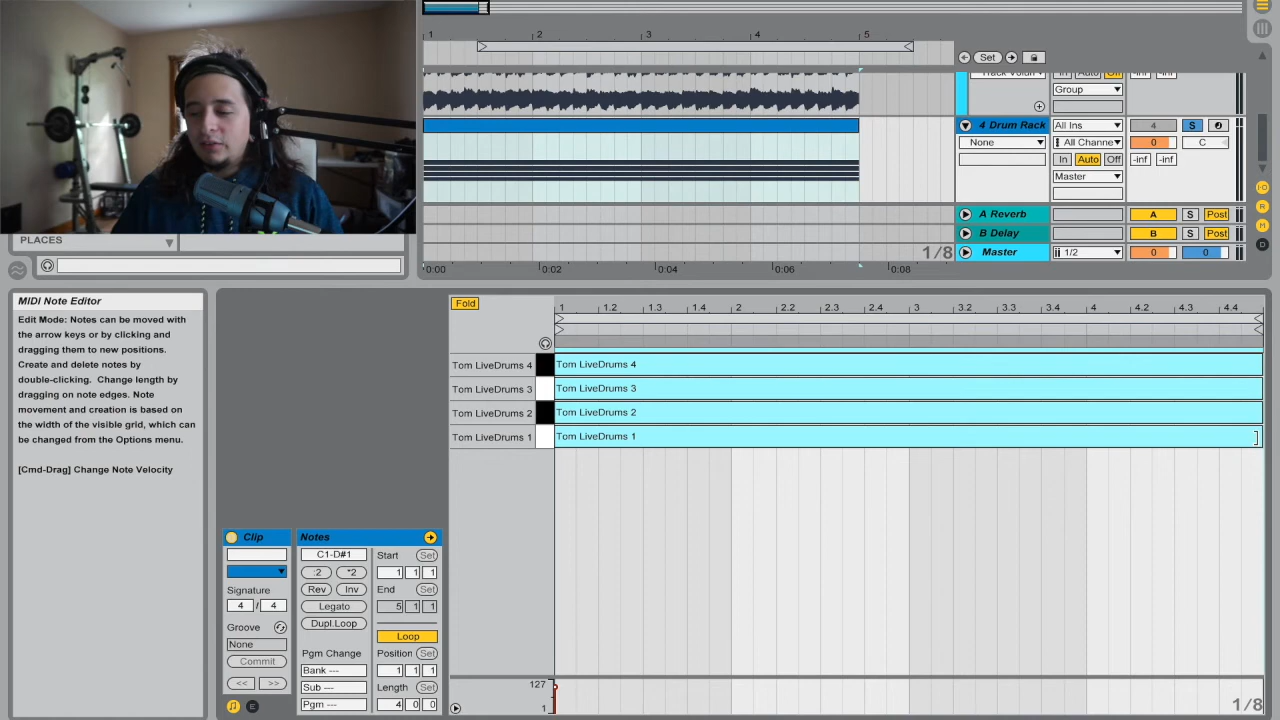 1 2 3 4 5
Set
In Auto Off -inf -inf
Group
4 Drum Rack All Ins 4 S
None All Channe 0 C
In Auto Off -inf -inf
Master
PLACES
A Reverb A S Post
B Delay B S Post
1/8 Master 1/2 0 0
0:00 0:02 0:04 0:06 0:08
MIDI Note Editor
Edit Mode: Notes can be moved with
the arrow keys or by clicking and
dragging them to new positions.
Create and delete notes by
double-clicking. Change length by
dragging on note edges. Note
movement and creation is based on
the width of the visible grid, which can
be changed from the Options menu.
[Cmd-Drag] Change Note Velocity
Fold
1 1.2 1.3 1.4 2 2.2 2.3 2.4 3 3.2 3.3 3.4 4 4.2 4.3 4.4
Tom LiveDrums 4 Tom LiveDrums 4
Tom LiveDrums 3 Tom LiveDrums 3
Tom LiveDrums 2 Tom LiveDrums 2
Tom LiveDrums 1 Tom LiveDrums 1
Clip
Signature
4 / 4
Groove
None
Commit
<< >>
Notes
C1-D#1
:2 *2
Rev Inv
Legato
Dupl.Loop
Pgm Change
Bank ---
Sub ---
Pgm ---
Start Set
1 1 1
End Set
5 1 1
Loop
Position Set
1 1 1
Length Set
4 0 0
127
1
1/8